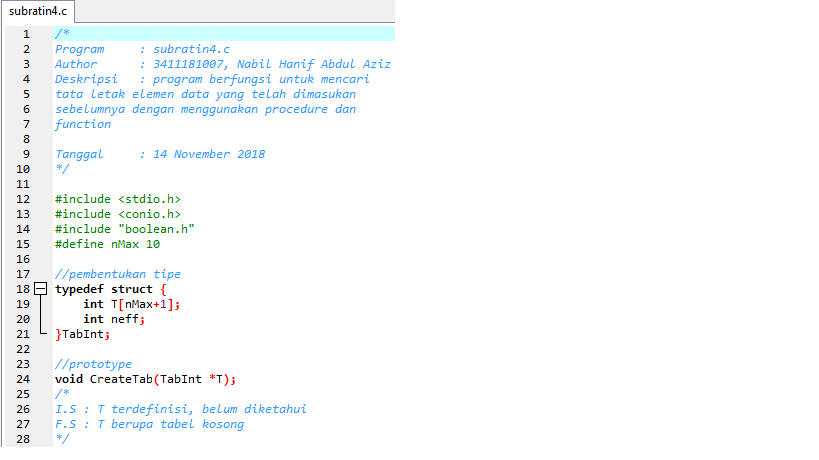 subratin4.c
1 /*
2 Program : subratin4.c
3 Author : 3411181007, Nabil Hanif Abdul Aziz
4 Deskripsi : program berfungsi untuk mencari
5 tata letak elemen data yang telah dimasukan
6 sebelumnya dengan menggunakan procedure dan
7 function
8
9 Tanggal : 14 November 2018
10 */
11
12 #include <stdio.h>
13 #include <conio.h>
14 #include "boolean.h"
15 #define nMax 10
16
17 //pembentukan tipe
18 typedef struct {
19 int T[nMax+1];
20 int neff;
21 }TabInt;
22
23 //prototype
24 void CreateTab(TabInt *T);
25 /*
26 I.S : T terdefinisi, belum diketahui
27 F.S : T berupa tabel kosong
28 */